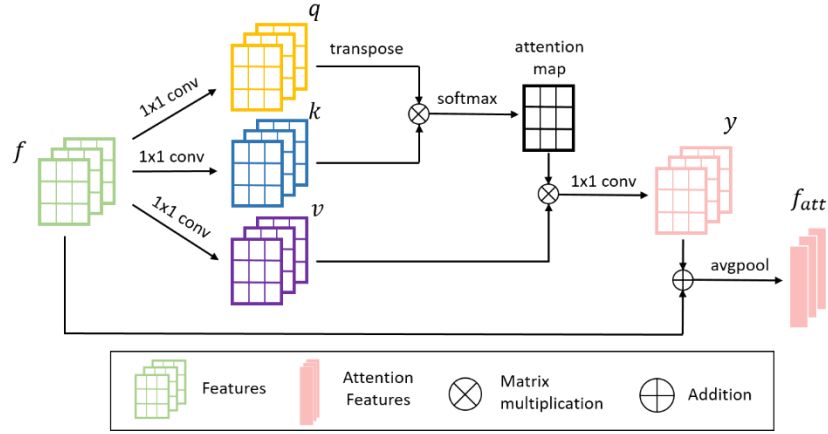 q
transpose
attention
map
1x1 conv
softmax
k
f
1x1 conv
y
1x1 conv
1x1 conv
v
f_att
avgpool
Features
Attention
Features
Matrix
multiplication
Addition